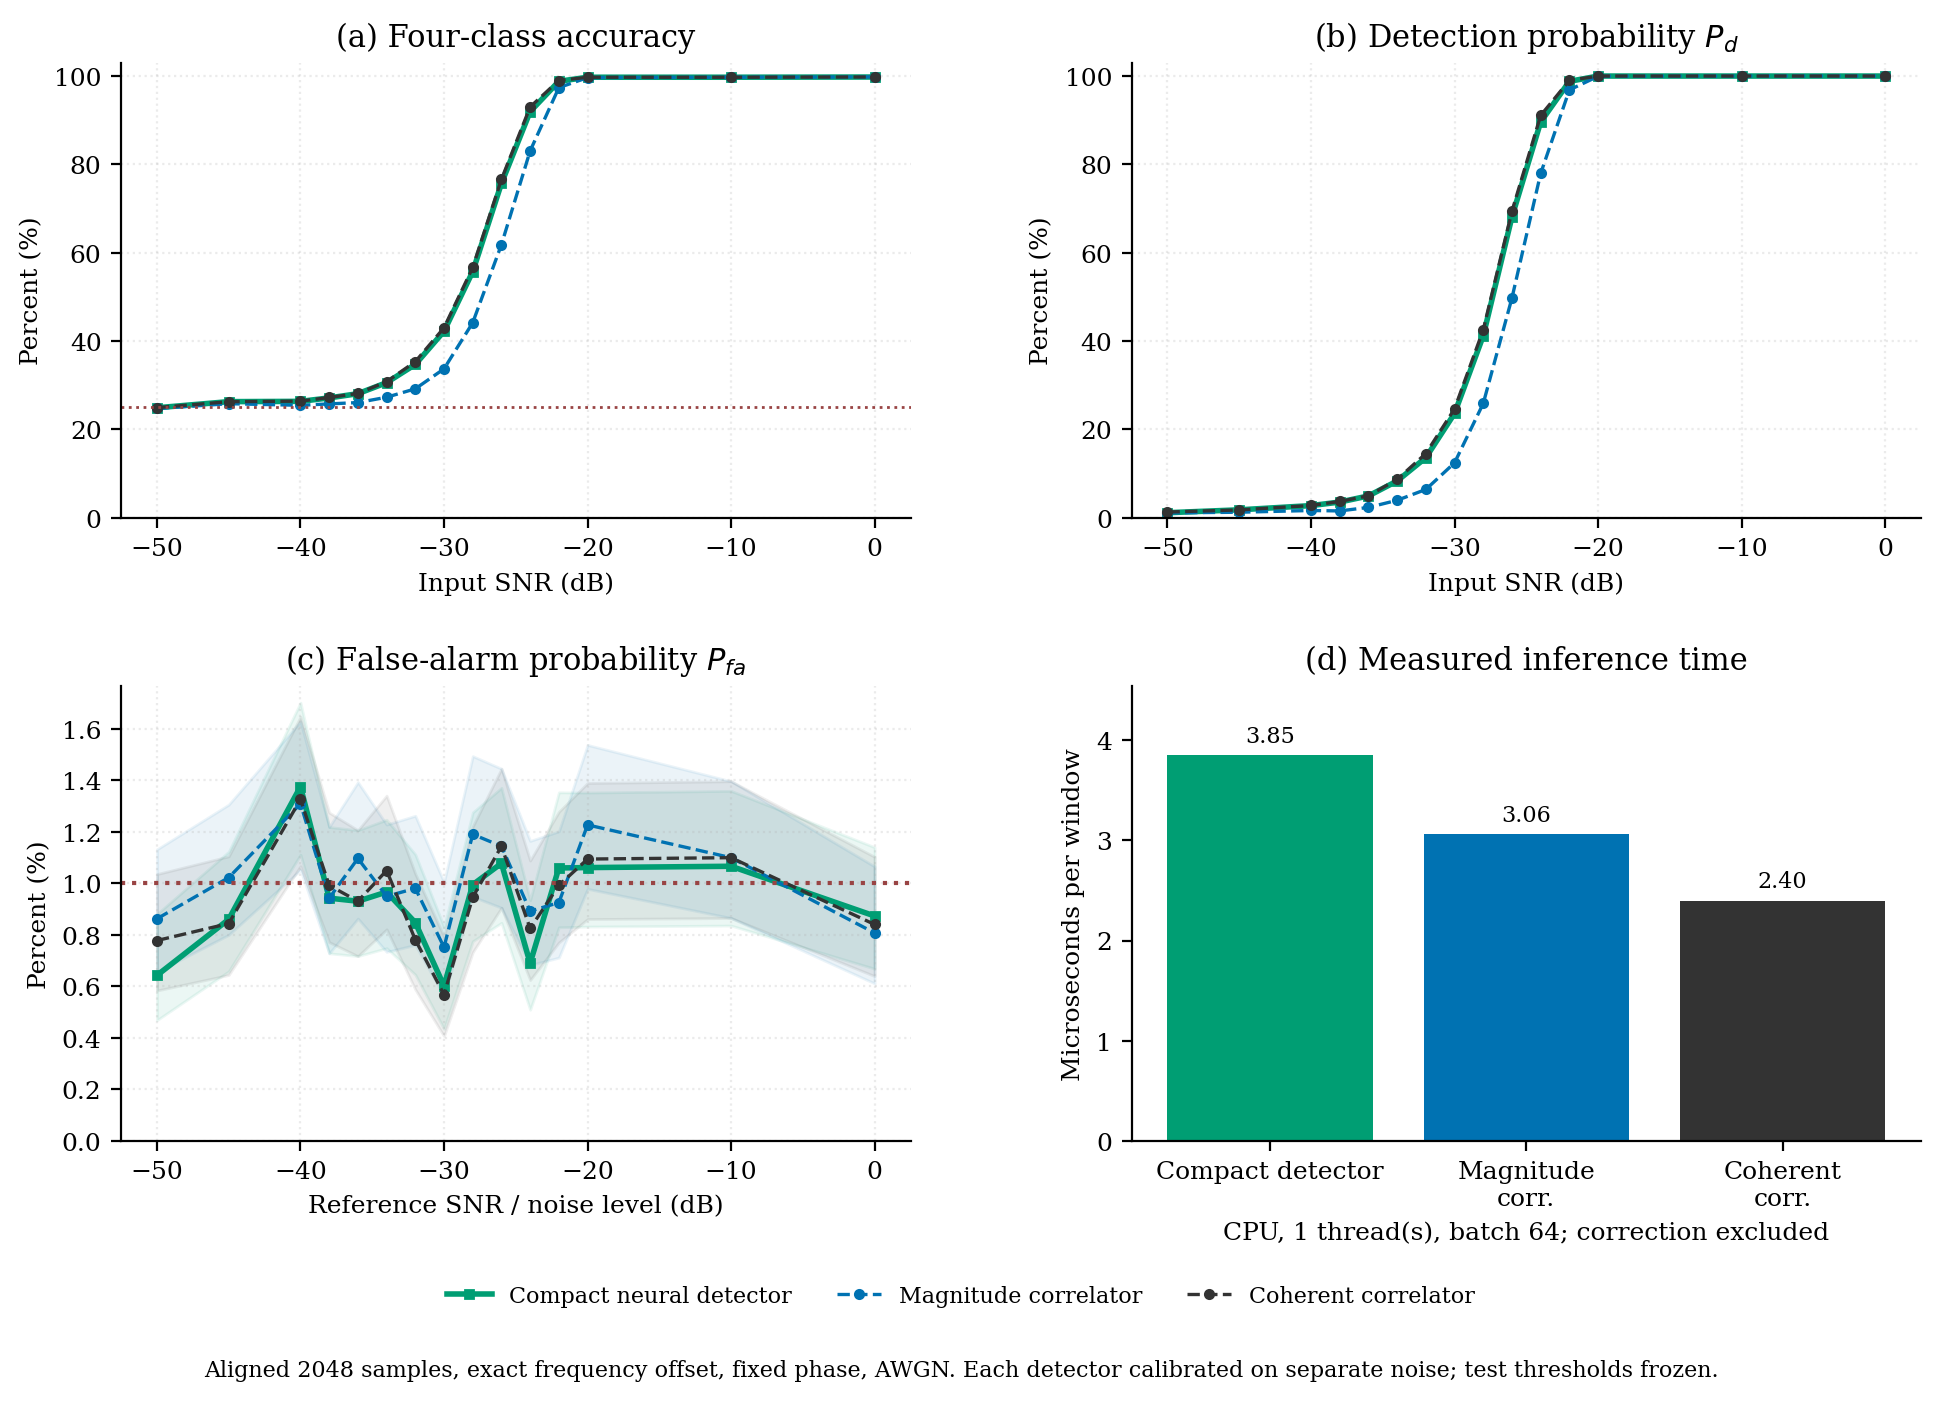 (a) Four-class accuracy
Percent (%)
100
80
60
40
20
0
−50 −40 −30 −20 −10 0
Input SNR (dB)
(b) Detection probability P_d
Percent (%)
100
80
60
40
20
0
−50 −40 −30 −20 −10 0
Input SNR (dB)
(c) False-alarm probability P_fa
Percent (%)
1.6
1.4
1.2
1.0
0.8
0.6
0.4
0.2
0.0
−50 −40 −30 −20 −10 0
Reference SNR / noise level (dB)
(d) Measured inference time
Microseconds per window
4
3
2
1
0
3.85
3.06
2.40
Compact detector
Magnitude
corr.
Coherent
corr.
CPU, 1 thread(s), batch 64; correction excluded
Compact neural detector
Magnitude correlator
Coherent correlator
Aligned 2048 samples, exact frequency offset, fixed phase, AWGN. Each detector calibrated on separate noise; test thresholds frozen.